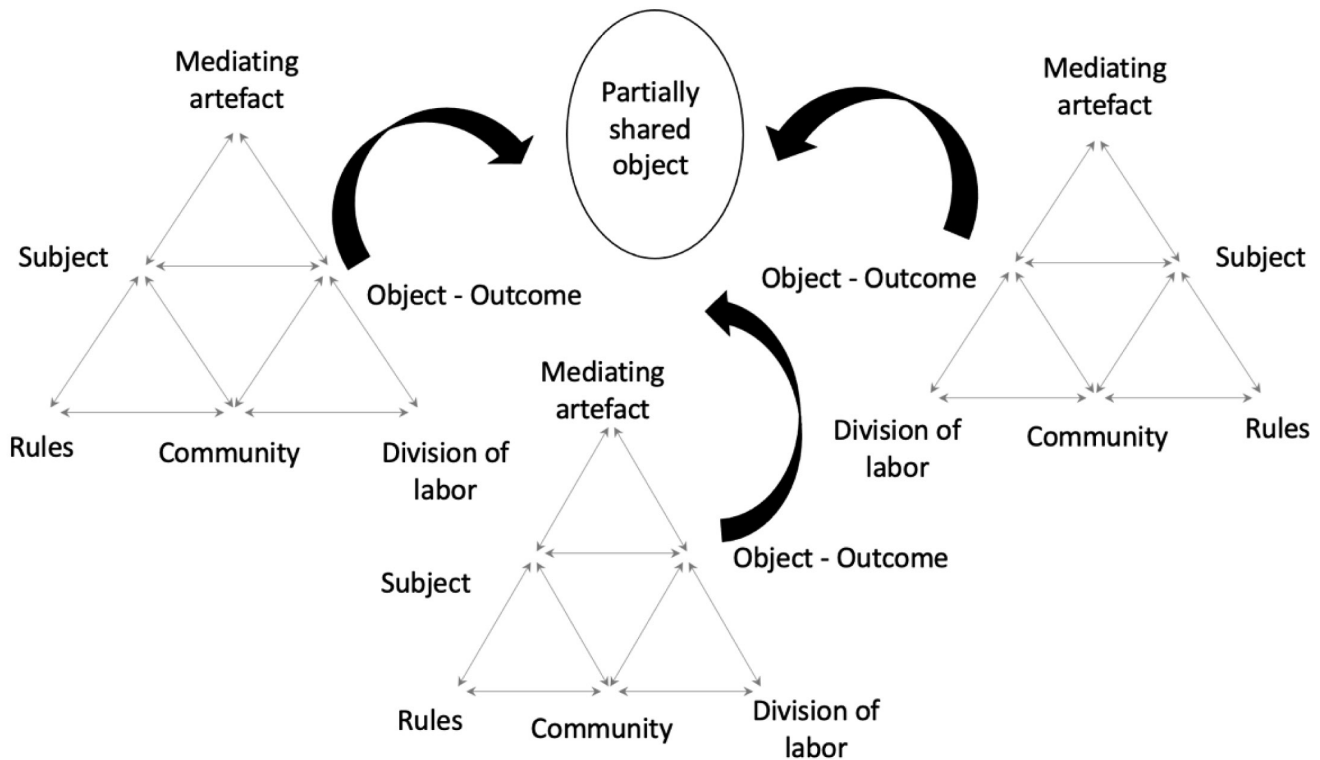 Mediating
artefact
Subject
Object - Outcome
Rules
Community
Division of
labor
Partially
shared
object
Mediating
artefact
Object - Outcome
Subject
Division of
labor
Community
Rules
Mediating
artefact
Subject
Object - Outcome
Rules
Community
Division of
labor